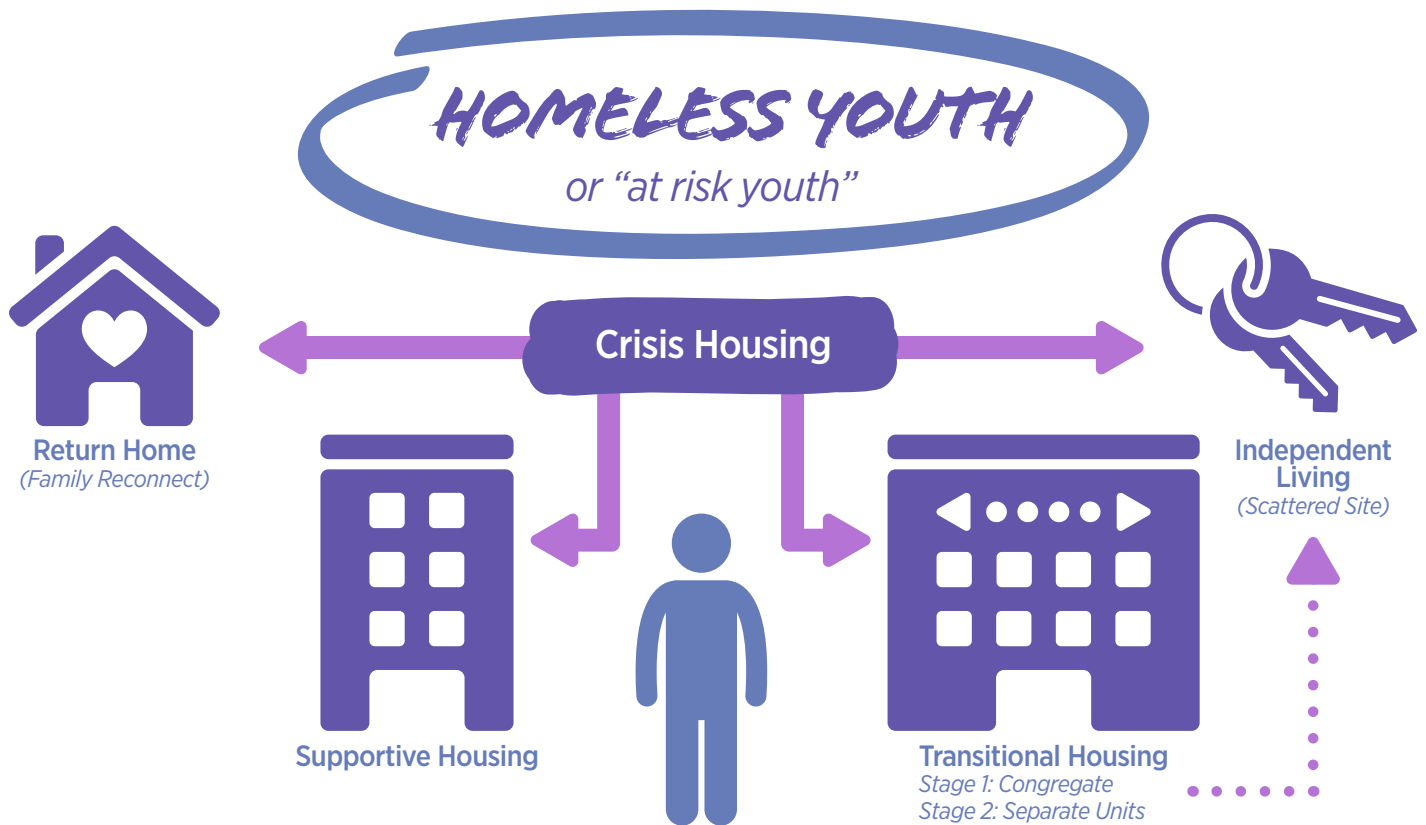 HOMELESS YOUTH
or “at risk youth”
Crisis Housing
Return Home
(Family Reconnect)
Independent
Living
(Scattered Site)
Supportive Housing
Transitional Housing
Stage 1: Congregate
Stage 2: Separate Units